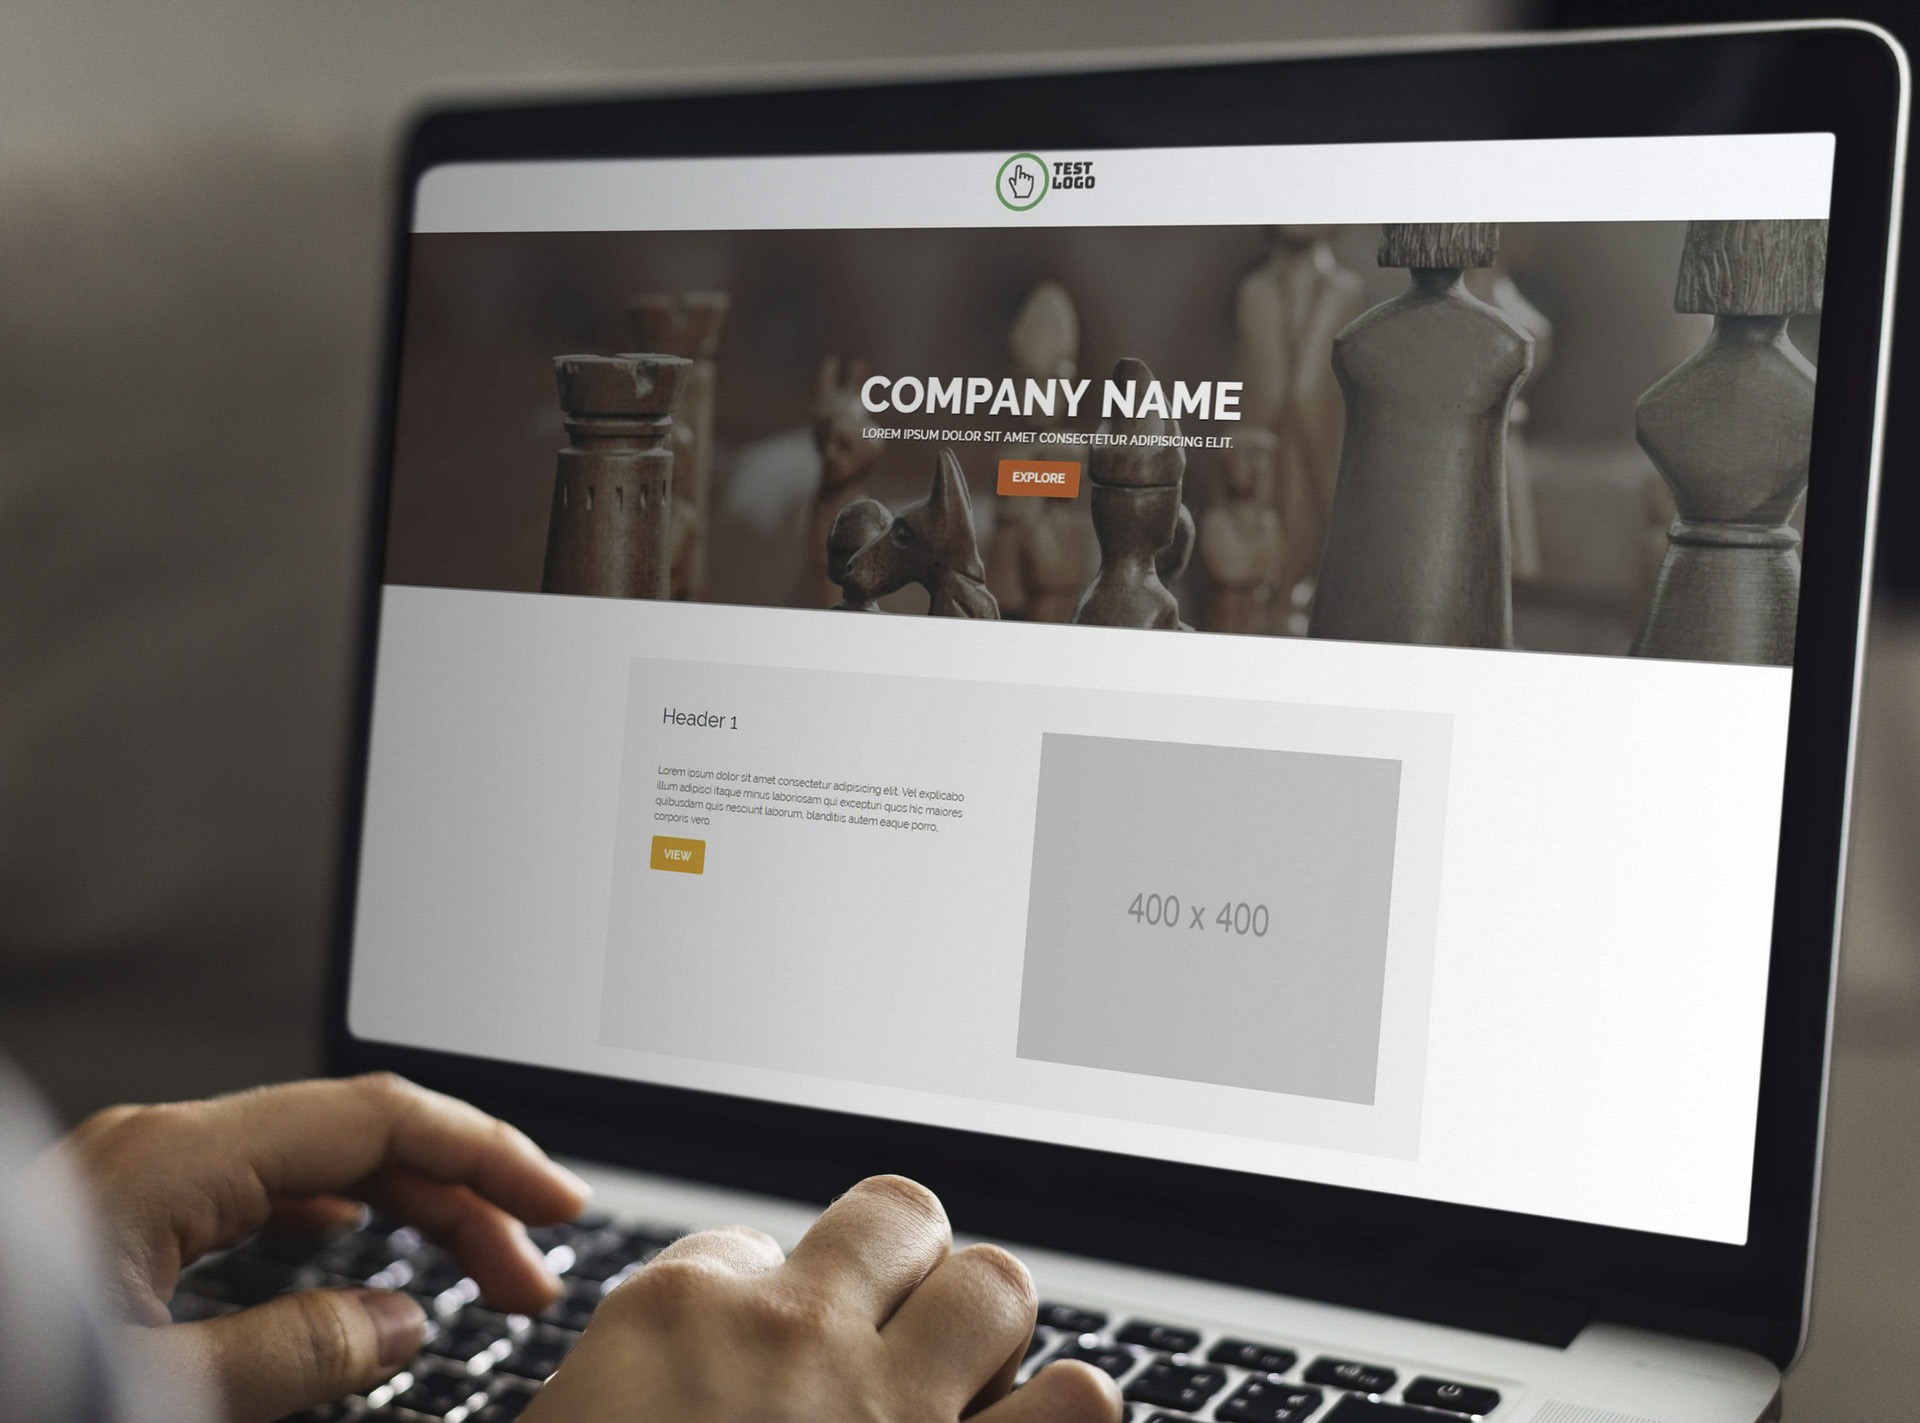 TEST
LOGO
COMPANY NAME
LOREM IPSUM DOLOR SIT AMET CONSECTETUR ADIPISICING ELIT.
EXPLORE
Header 1
Lorem ipsum dolor sit amet consectetur adipisicing elit. Vel explicabo
illum adipisci itaque minus laboriosam qui excepturi quos hic maiores
quibusdam quis nesciunt laborum, blanditiis autem eaque porro,
corporis vero.
VIEW
400 x 400